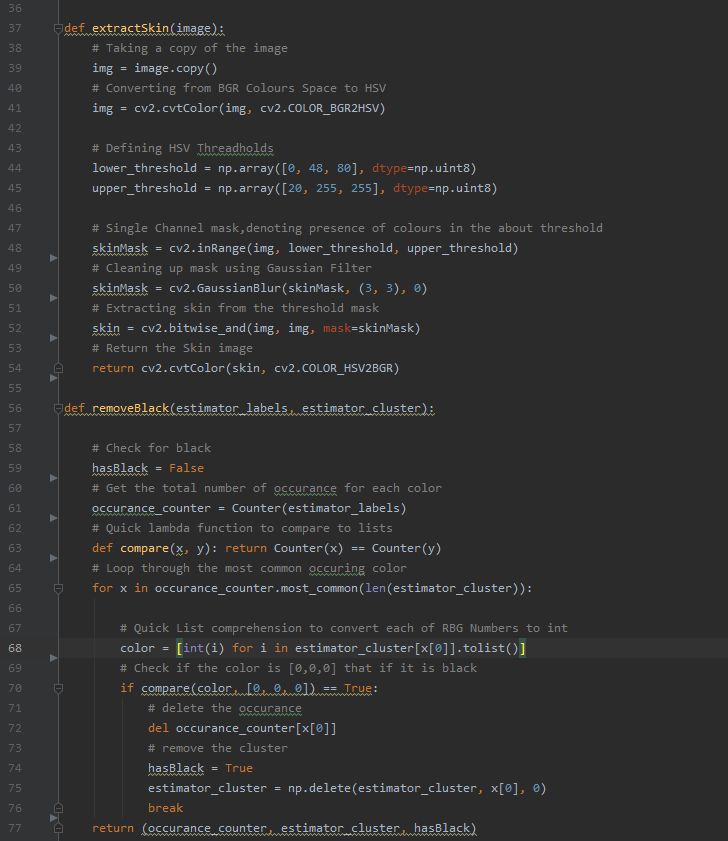 36
37 def extractSkin(image):
38 # Taking a copy of the image
39 img = image.copy()
40 # Converting from BGR Colours Space to HSV
41 img = cv2.cvtColor(img, cv2.COLOR_BGR2HSV)
42
43 # Defining HSV Threadholds
44 lower_threshold = np.array([0, 48, 80], dtype=np.uint8)
45 upper_threshold = np.array([20, 255, 255], dtype=np.uint8)
46
47 # Single Channel mask,denoting presence of colours in the about threshold
48 skinMask = cv2.inRange(img, lower_threshold, upper_threshold)
49 # Cleaning up mask using Gaussian Filter
50 skinMask = cv2.GaussianBlur(skinMask, (3, 3), 0)
51 # Extracting skin from the threshold mask
52 skin = cv2.bitwise_and(img, img, mask=skinMask)
53 # Return the Skin image
54 return cv2.cvtColor(skin, cv2.COLOR_HSV2BGR)
55
56 def removeBlack(estimator_labels, estimator_cluster):
57
58 # Check for black
59 hasBlack = False
60 # Get the total number of occurance for each color
61 occurance_counter = Counter(estimator_labels)
62 # Quick lambda function to compare to lists
63 def compare(x, y): return Counter(x) == Counter(y)
64 # Loop through the most common occuring color
65 for x in occurance_counter.most_common(len(estimator_cluster)):
66
67 # Quick List comprehension to convert each of RBG Numbers to int
68 color = [int(i) for i in estimator_cluster[x[0]].tolist()]
69 # Check if the color is [0,0,0] that if it is black
70 if compare(color, [0, 0, 0]) == True:
71 # delete the occurance
72 del occurance_counter[x[0]]
73 # remove the cluster
74 hasBlack = True
75 estimator_cluster = np.delete(estimator_cluster, x[0], 0)
76 break
77 return (occurance_counter, estimator_cluster, hasBlack)